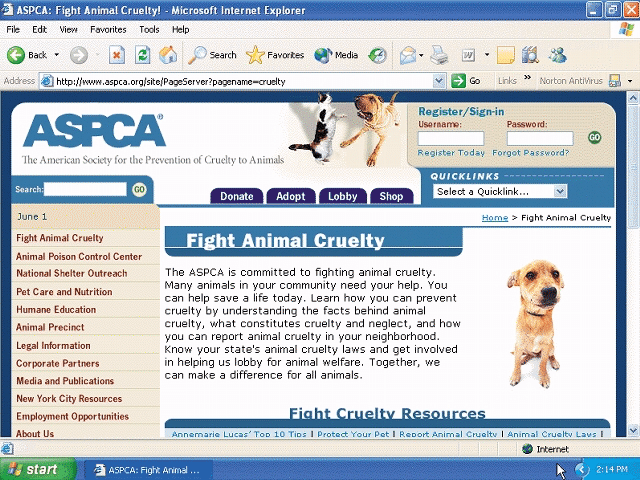 ASPCA: Fight Animal Cruelty! - Microsoft Internet Explorer
File Edit View Favorites Tools Help
Back Search Favorites Media
Address http://www.aspca.org/site/PageServer?pagename=cruelty Go Links » Norton AntiVirus
ASPCA®
The American Society for the Prevention of Cruelty to Animals
Register/Sign-in
Username: Password:
GO
Register Today Forgot Password?
QUICKLINKS
Select a Quicklink...
Search: GO
Donate Adopt Lobby Shop
June 1
Home > Fight Animal Cruelty
Fight Animal Cruelty
Animal Poison Control Center
National Shelter Outreach
Pet Care and Nutrition
Humane Education
Animal Precinct
Legal Information
Corporate Partners
Media and Publications
New York City Resources
Employment Opportunities
About Us
Fight Animal Cruelty
The ASPCA is committed to fighting animal cruelty.
Many animals in your community need your help. You
can help save a life today. Learn how you can prevent
cruelty by understanding the facts behind animal
cruelty, what constitutes cruelty and neglect, and how
you can report animal cruelty in your neighborhood.
Know your state's animal cruelty laws and get involved
in helping us lobby for animal welfare. Together, we
can make a difference for all animals.
Fight Cruelty Resources
Annemarie Lucas' Top 10 Tips | Protect Your Pet | Report Animal Cruelty | Animal Cruelty Laws |
Internet
start ASPCA: Fight Animal ... 2:14 PM